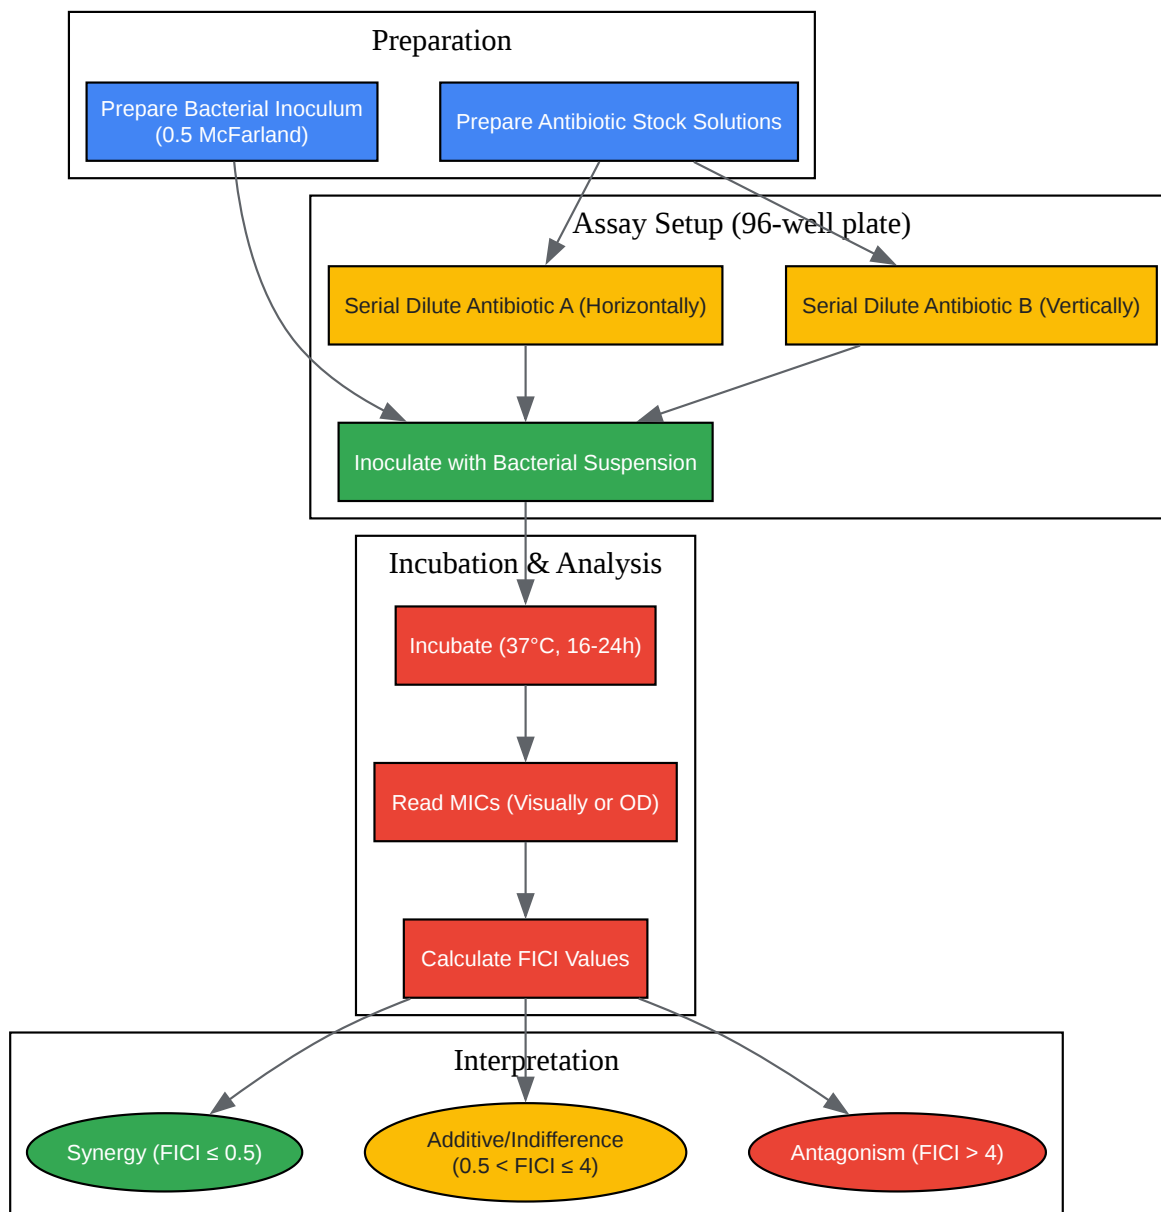 Preparation
Prepare Bacterial Inoculum
(0.5 McFarland)
Prepare Antibiotic Stock Solutions
Assay Setup (96-well plate)
Serial Dilute Antibiotic A (Horizontally)
Serial Dilute Antibiotic B (Vertically)
Inoculate with Bacterial Suspension
Incubation & Analysis
Incubate (37°C, 16-24h)
Read MICs (Visually or OD)
Calculate FICI Values
Interpretation
Synergy (FICI ≤ 0.5)
Additive/Indifference
(0.5 < FICI ≤ 4)
Antagonism (FICI > 4)